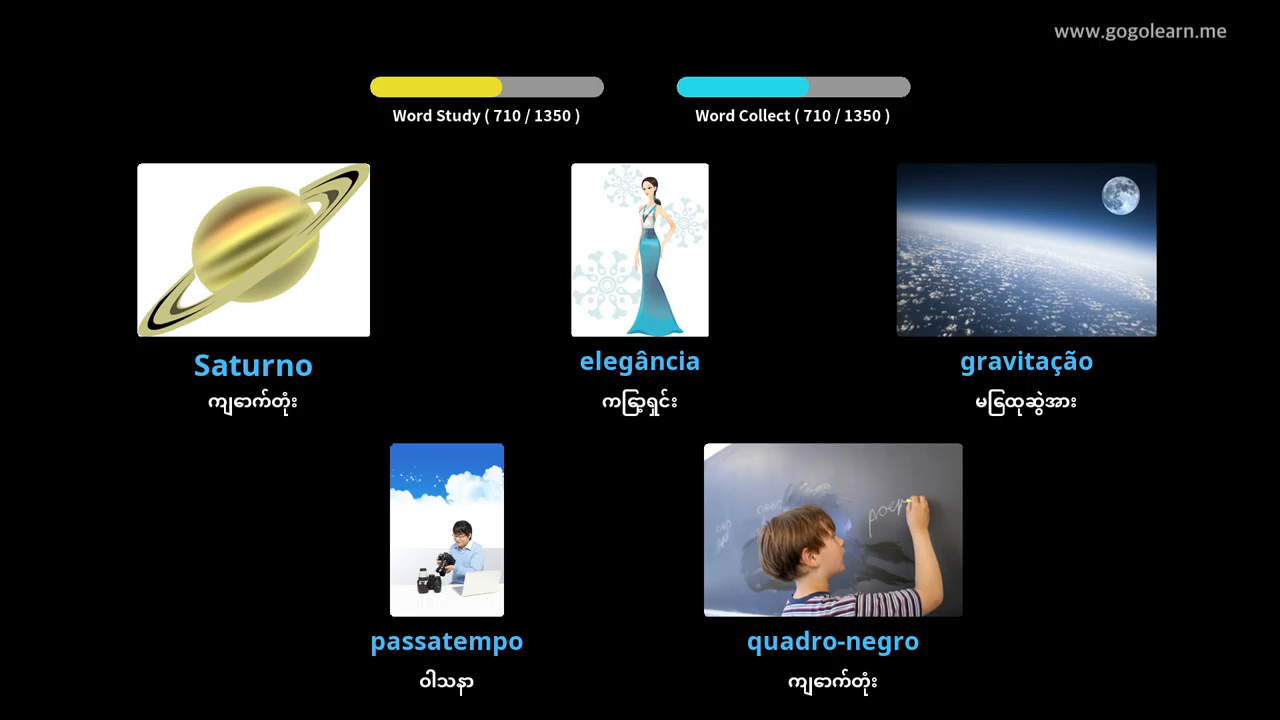 www.gogolearn.me
Word Study ( 710 / 1350 )
Word Collect ( 710 / 1350 )
Saturno
ကျောက်တုံး
elegância
ကြော့ရှင်း
gravitação
မြေထုဆွဲအား
passatempo
ဝါသနာ
quadro-negro
ကျောက်တုံး